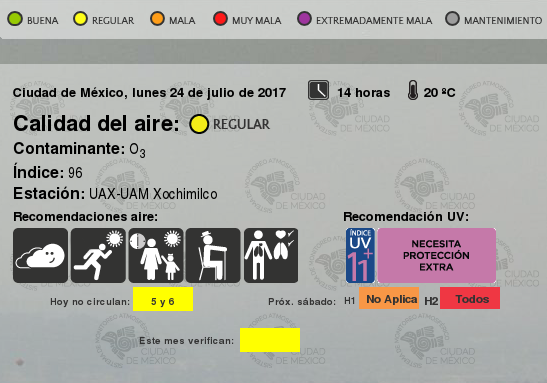 BUENA REGULAR MALA MUY MALA EXTREMADAMENTE MALA MANTENIMIENTO
Ciudad de México, lunes 24 de julio de 2017 14 horas 20 ºC
Calidad del aire: REGULAR
Contaminante: O3
Índice: 96
Estación: UAX-UAM Xochimilco
Recomendaciones aire: Recomendación UV:
ÍNDICE
UV
11+
NECESITA
PROTECCIÓN
EXTRA
Hoy no circulan: 5 y 6 Próx. sábado: H1 No Aplica H2 Todos
Este mes verifican:
CIUDAD
DE MÉXICO